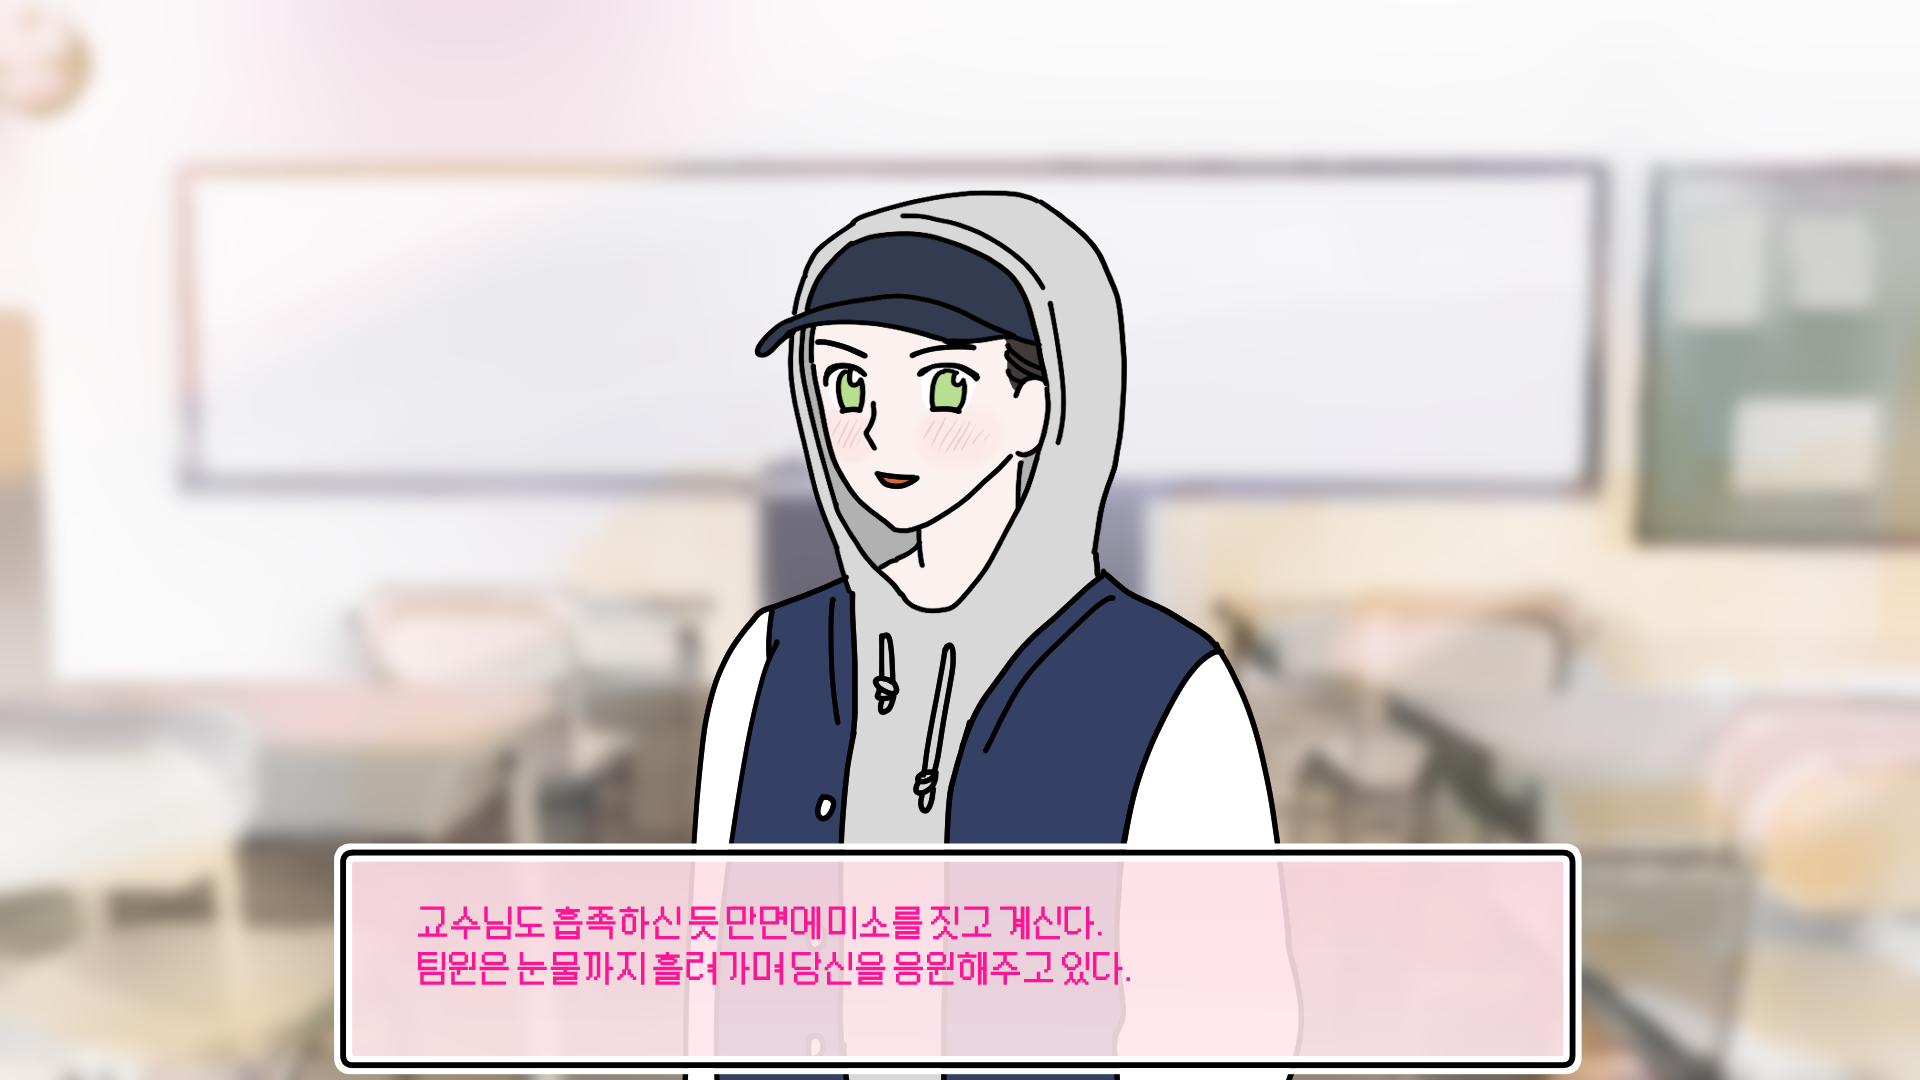 교수님도 흡족하신 듯 만면에 미소를 짓고 계신다.
팀원은 눈물까지 흘려가며 당신을 응원해주고 있다.